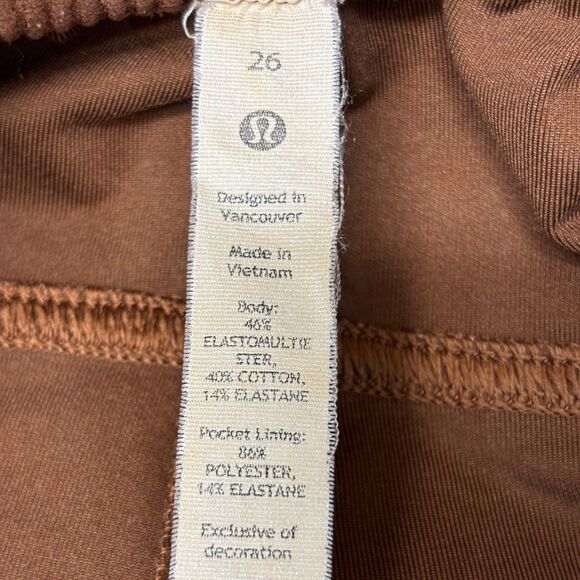 26
Designed in
Vancouver
Made in
Vietnam
Body:
46%
ELASTOMULTIE
STER,
40% COTTON,
14% ELASTANE
Pocket Lining:
86%
POLYESTER,
14% ELASTANE
Exclusive of
decoration